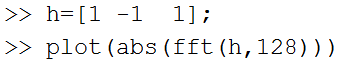 >> h=[1 -1  1];
>> plot(abs(fft(h,128)))